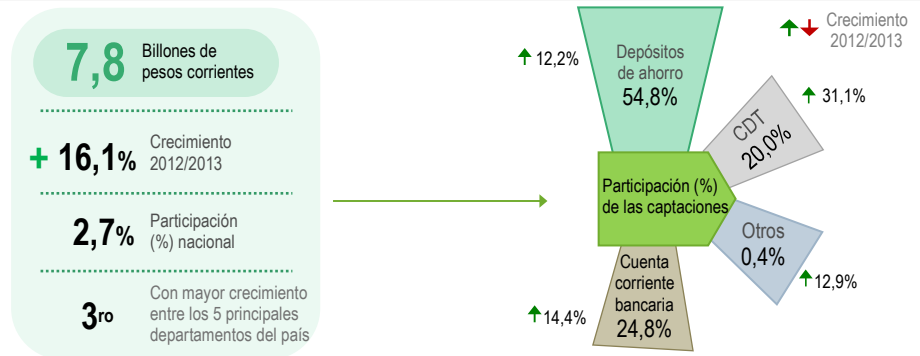 7,8 Billones de
pesos corrientes
+ 16,1% Crecimiento
2012/2013
2,7% Participación
(%) nacional
3ro Con mayor crecimiento
entre los 5 principales
departamentos del país
Crecimiento
2012/2013
12,2%
Depósitos
de ahorro
54,8%
31,1%
CDT
20,0%
Participación (%)
de las captaciones
Otros
0,4%
12,9%
Cuenta
corriente
bancaria
24,8%
14,4%